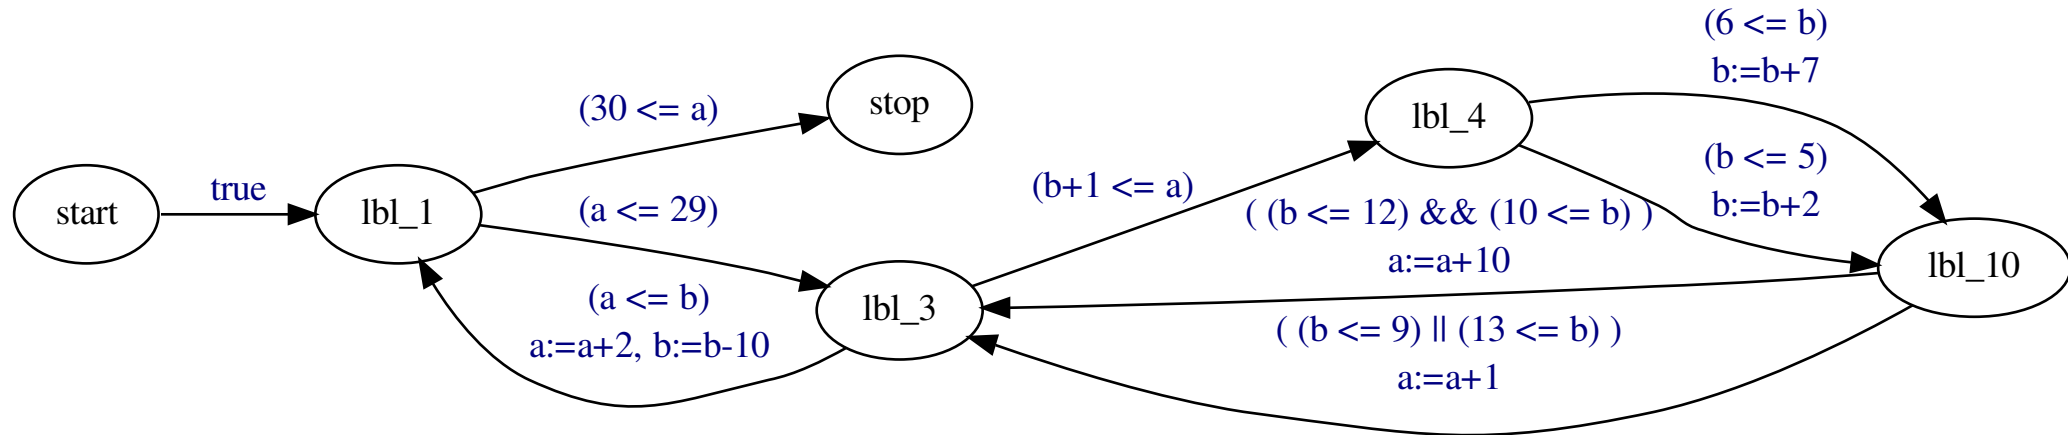 start
true
lbl_1
(30 <= a)
stop
(a <= 29)
(a <= b)
a:=a+2, b:=b-10
lbl_3
(b+1 <= a)
lbl_4
(6 <= b)
b:=b+7
(b <= 5)
b:=b+2
( (b <= 12) && (10 <= b) )
a:=a+10
lbl_10
( (b <= 9) || (13 <= b) )
a:=a+1